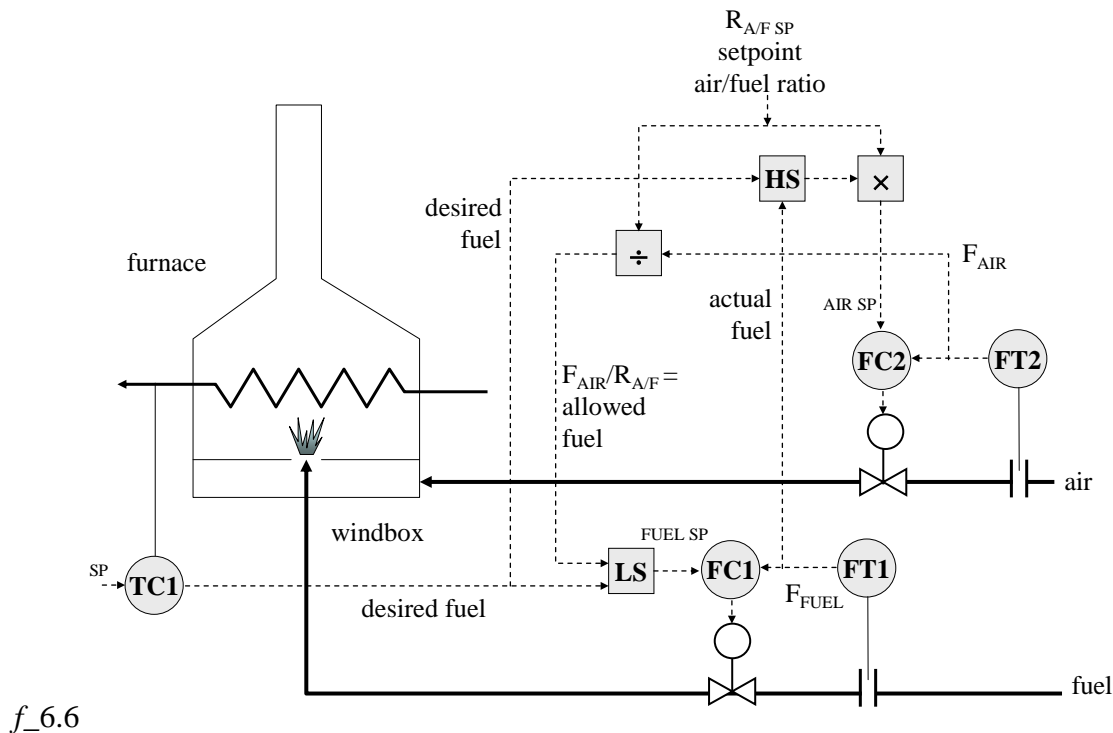 R_A/F SP
setpoint
air/fuel ratio
HS
×
desired
fuel
furnace
÷
F_AIR
actual
fuel
AIR SP
FC2
FT2
F_AIR/R_A/F =
allowed
fuel
air
windbox
FUEL SP
SP
TC1
LS
FC1
FT1
desired fuel
F_FUEL
fuel
f_6.6